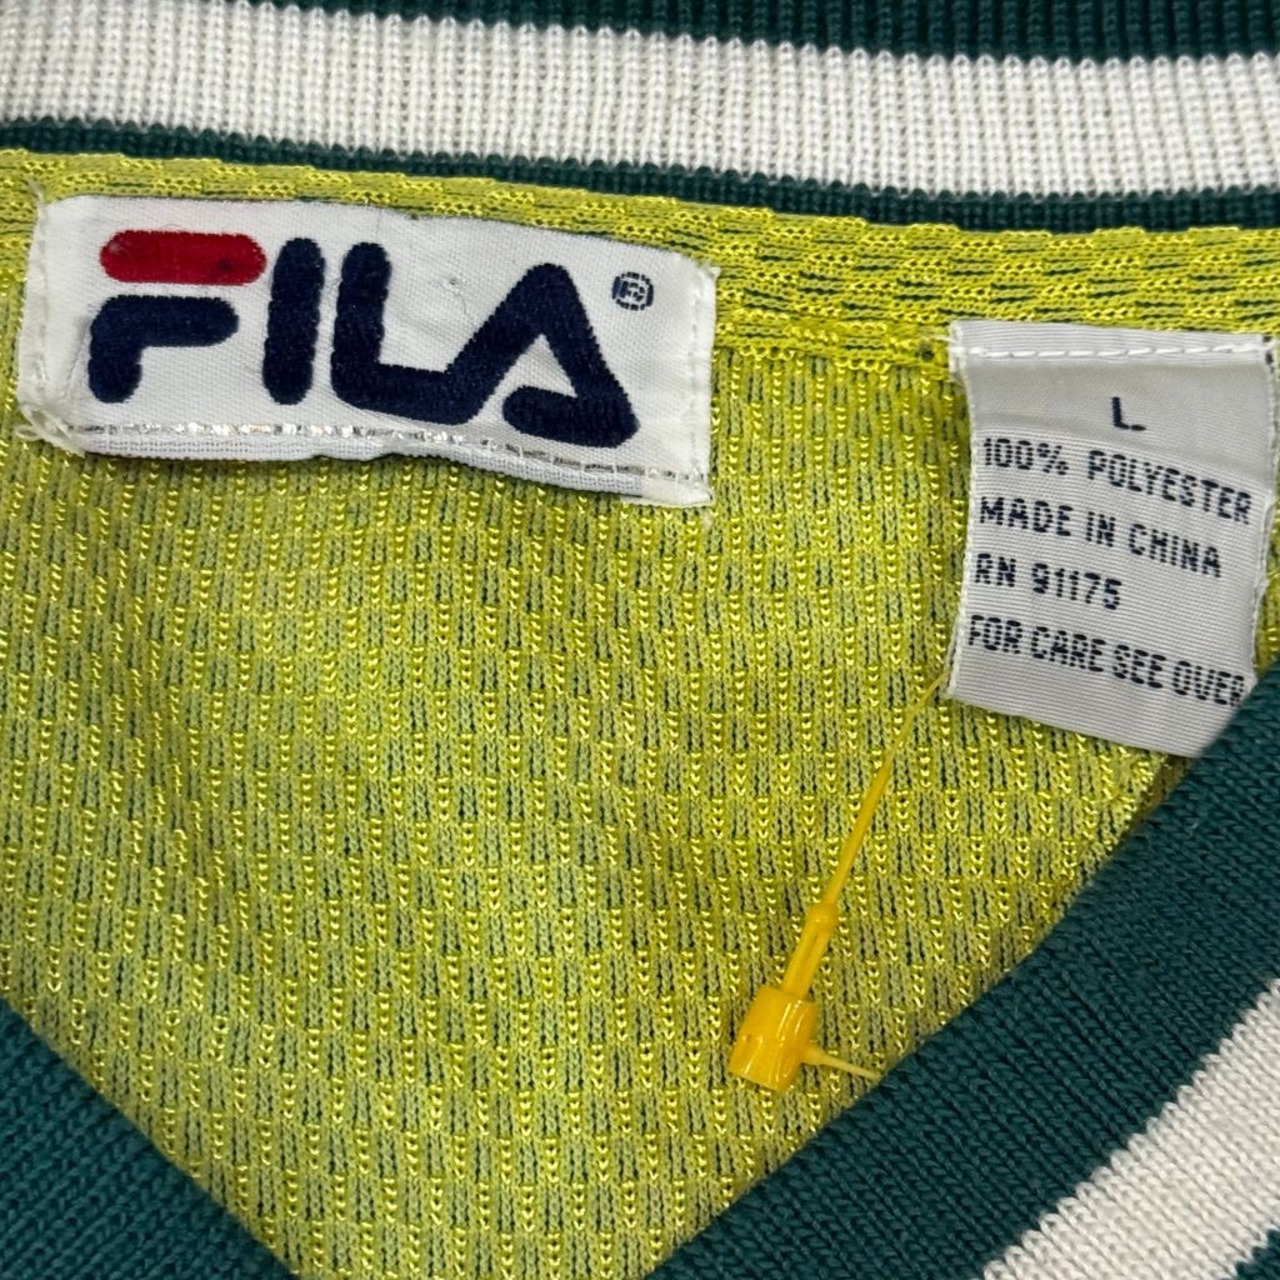 FILA®
L
100% POLYESTER
MADE IN CHINA
RN 91175
FOR CARE SEE OVER